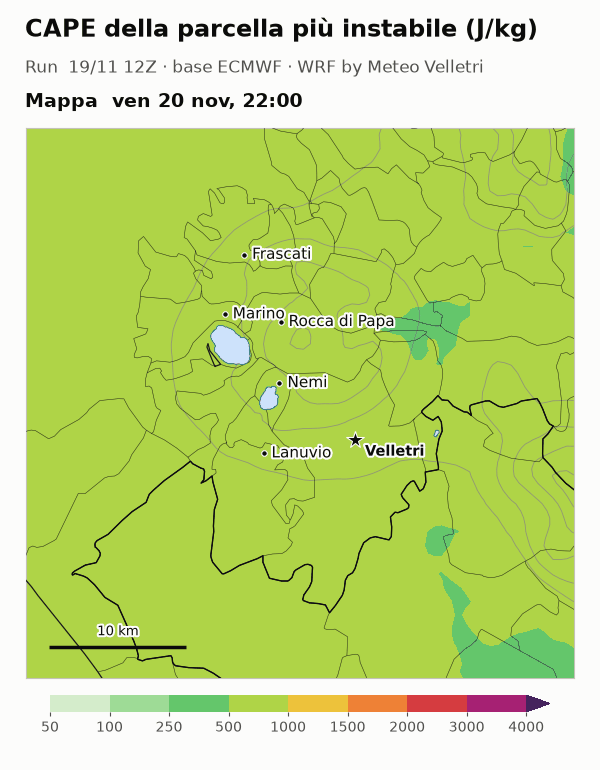 CAPE della parcella più instabile (J/kg)
Run  19/11 12Z · base ECMWF · WRF by Meteo Velletri
Mappa  ven 20 nov, 22:00
Frascati
Marino
Rocca di Papa
Nemi
Velletri
Lanuvio
10 km
50 100 250 500 1000 1500 2000 3000 4000